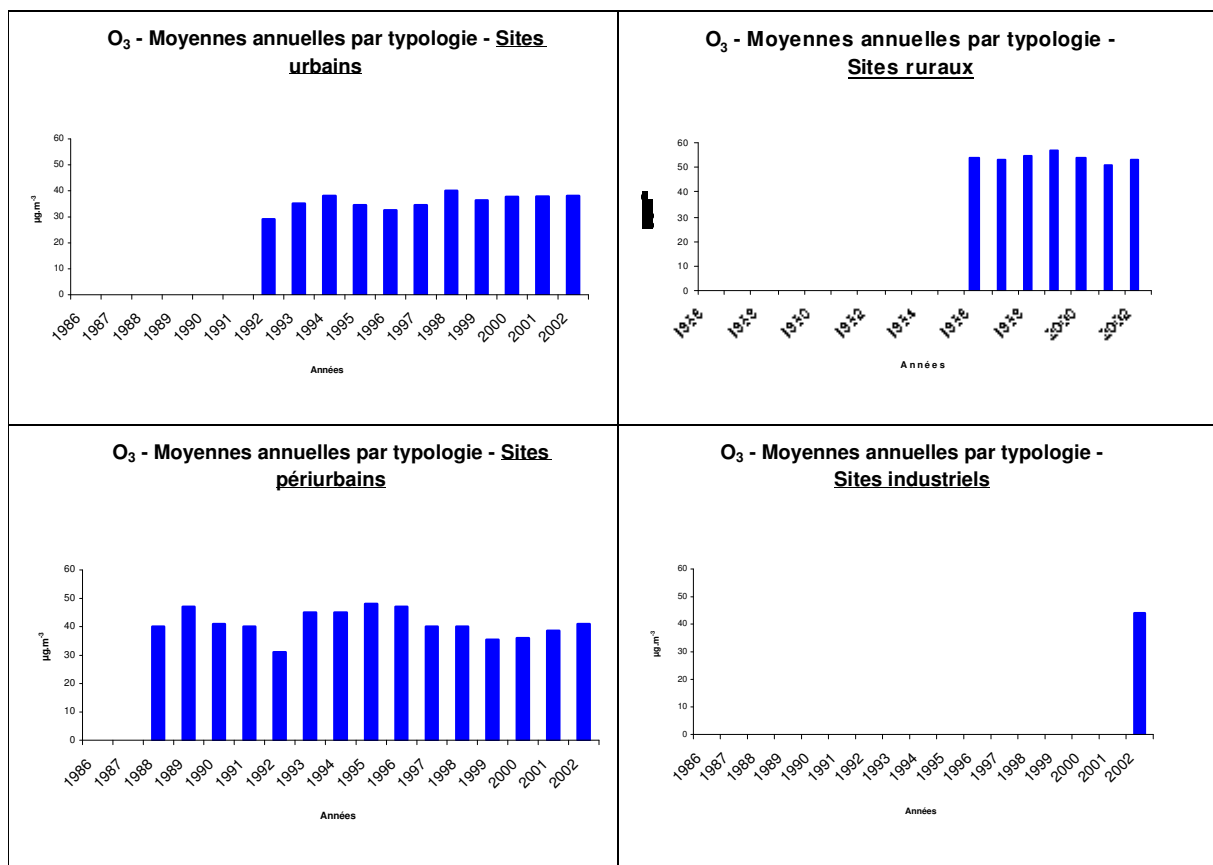 O₃ - Moyennes annuelles par typologie - Sites
urbains
60
50
40
30
20
10
0
µg.m⁻³
1986 1987 1988 1989 1990 1991 1992 1993 1994 1995 1996 1997 1998 1999 2000 2001 2002
Années
O₃ - Moyennes annuelles par typologie -
Sites ruraux
60
50
40
30
20
10
0
Années
O₃ - Moyennes annuelles par typologie - Sites
périurbains
60
50
40
30
20
10
0
µg.m⁻³
1986 1987 1988 1989 1990 1991 1992 1993 1994 1995 1996 1997 1998 1999 2000 2001 2002
Années
O₃ - Moyennes annuelles par typologie -
Sites industriels
60
50
40
30
20
10
0
µg.m⁻³
1986 1987 1988 1989 1990 1991 1992 1993 1994 1995 1996 1997 1998 1999 2000 2001 2002
Années